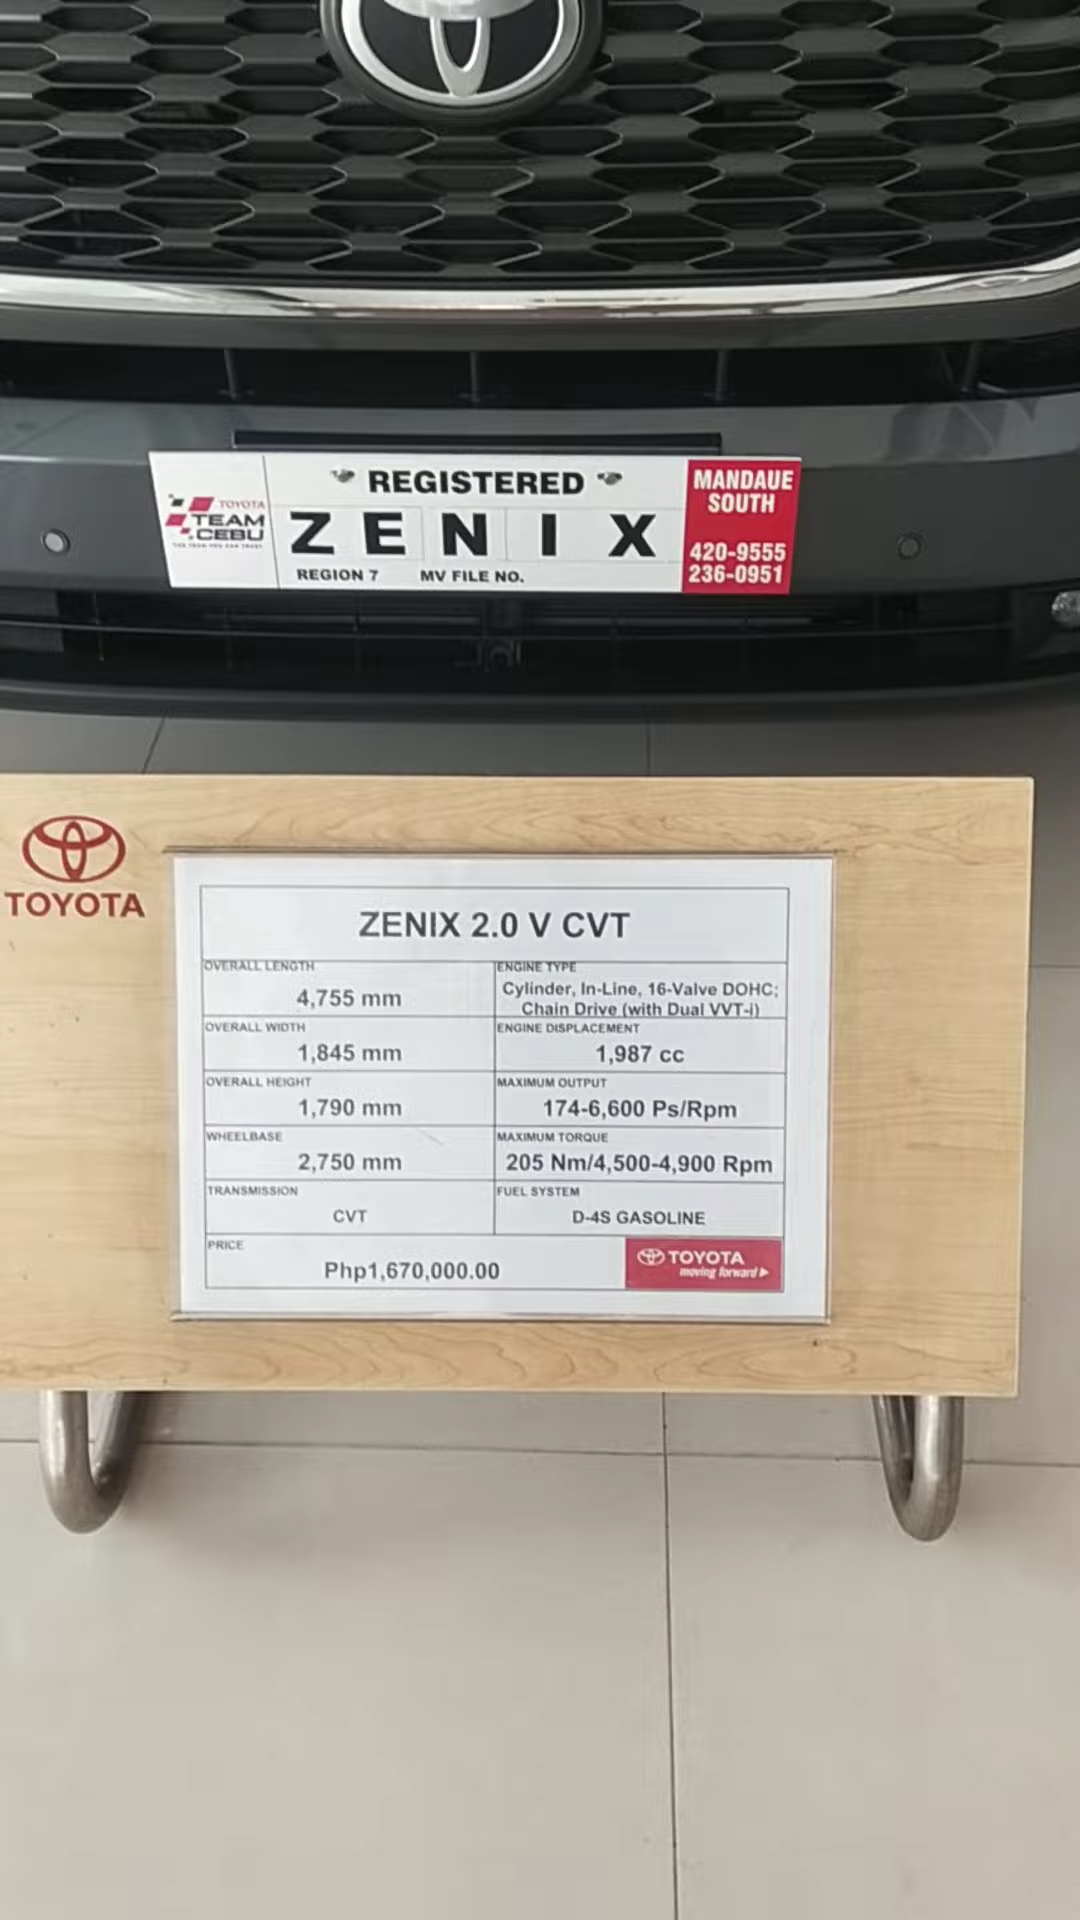 REGISTERED
TOYOTA
TEAM
CEBU
Z E N I X
REGION 7 MV FILE NO.
MANDAUE
SOUTH
420-9555
236-0951
TOYOTA
ZENIX 2.0 V CVT
OVERALL LENGTH
4,755 mm
ENGINE TYPE
Cylinder, In-Line, 16-Valve DOHC;
Chain Drive (with Dual VVT-i)
OVERALL WIDTH
1,845 mm
ENGINE DISPLACEMENT
1,987 cc
OVERALL HEIGHT
1,790 mm
MAXIMUM OUTPUT
174-6,600 Ps/Rpm
WHEELBASE
2,750 mm
MAXIMUM TORQUE
205 Nm/4,500-4,900 Rpm
TRANSMISSION
CVT
FUEL SYSTEM
D-4S GASOLINE
PRICE
Php1,670,000.00
TOYOTA
moving forward